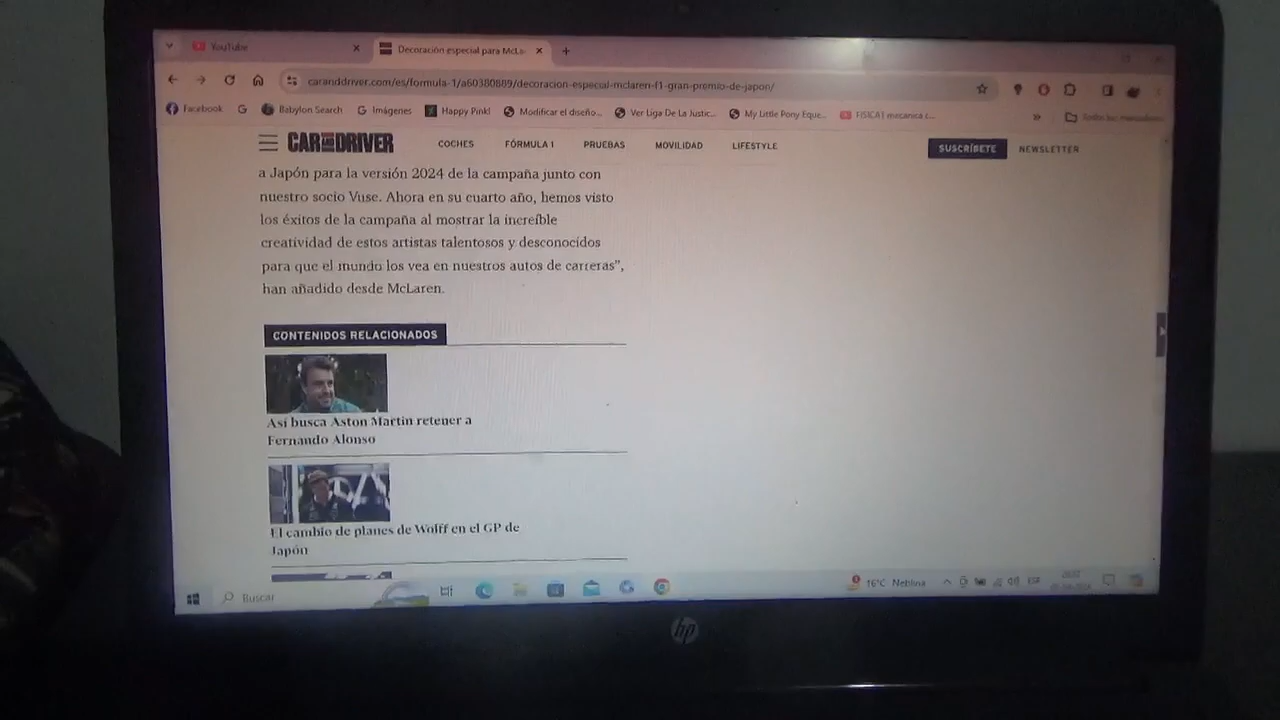 YouTube
Decoración especial para McLa
caranddriver.com/es/formula-1/a60380889/decoracion-especial-mclaren-f1-gran-premio-de-japon/
Facebook
Babylon Search
Imágenes
Happy Pink!
Modificar el diseño...
Ver Liga De La Justic...
My Little Pony Eque...
FISICA1 mecanica c...
CAR AND DRIVER
COCHES
FÓRMULA 1
PRUEBAS
MOVILIDAD
LIFESTYLE
SUSCRÍBETE
NEWSLETTER
a Japón para la versión 2024 de la campaña junto con
nuestro socio Vuse. Ahora en su cuarto año, hemos visto
los éxitos de la campaña al mostrar la increíble
creatividad de estos artistas talentosos y desconocidos
para que el mundo los vea en nuestros autos de carreras”,
han añadido desde McLaren.
CONTENIDOS RELACIONADOS
Así busca Aston Martin retener a
Fernando Alonso
El cambio de planes de Wolff en el GP de
Japón
Buscar
16°C Neblina
ESP
hp